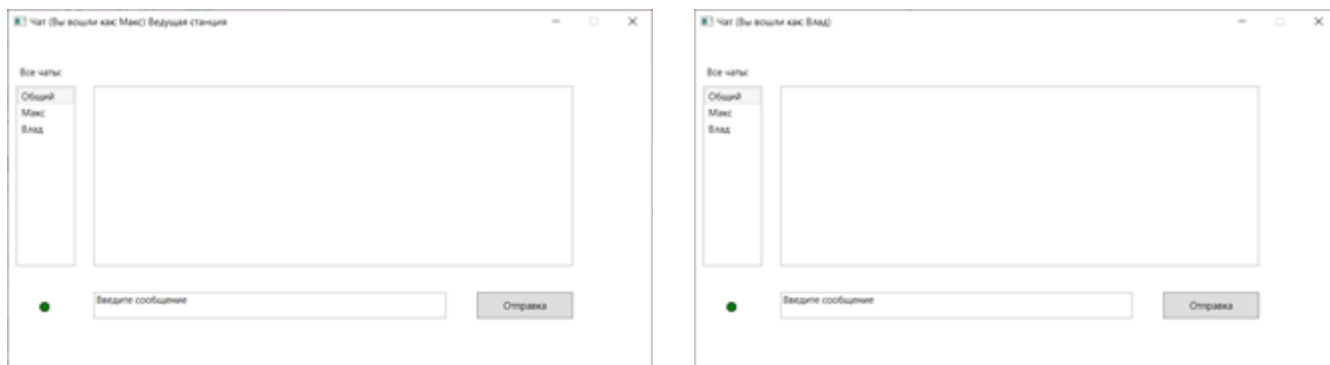 Чат (Вы вошли как: Макс) Ведущая станция
Все чаты:
Общий
Макс
Влад
Введите сообщение
Отправка
Чат (Вы вошли как: Влад)
Все чаты:
Общий
Макс
Влад
Введите сообщение
Отправка